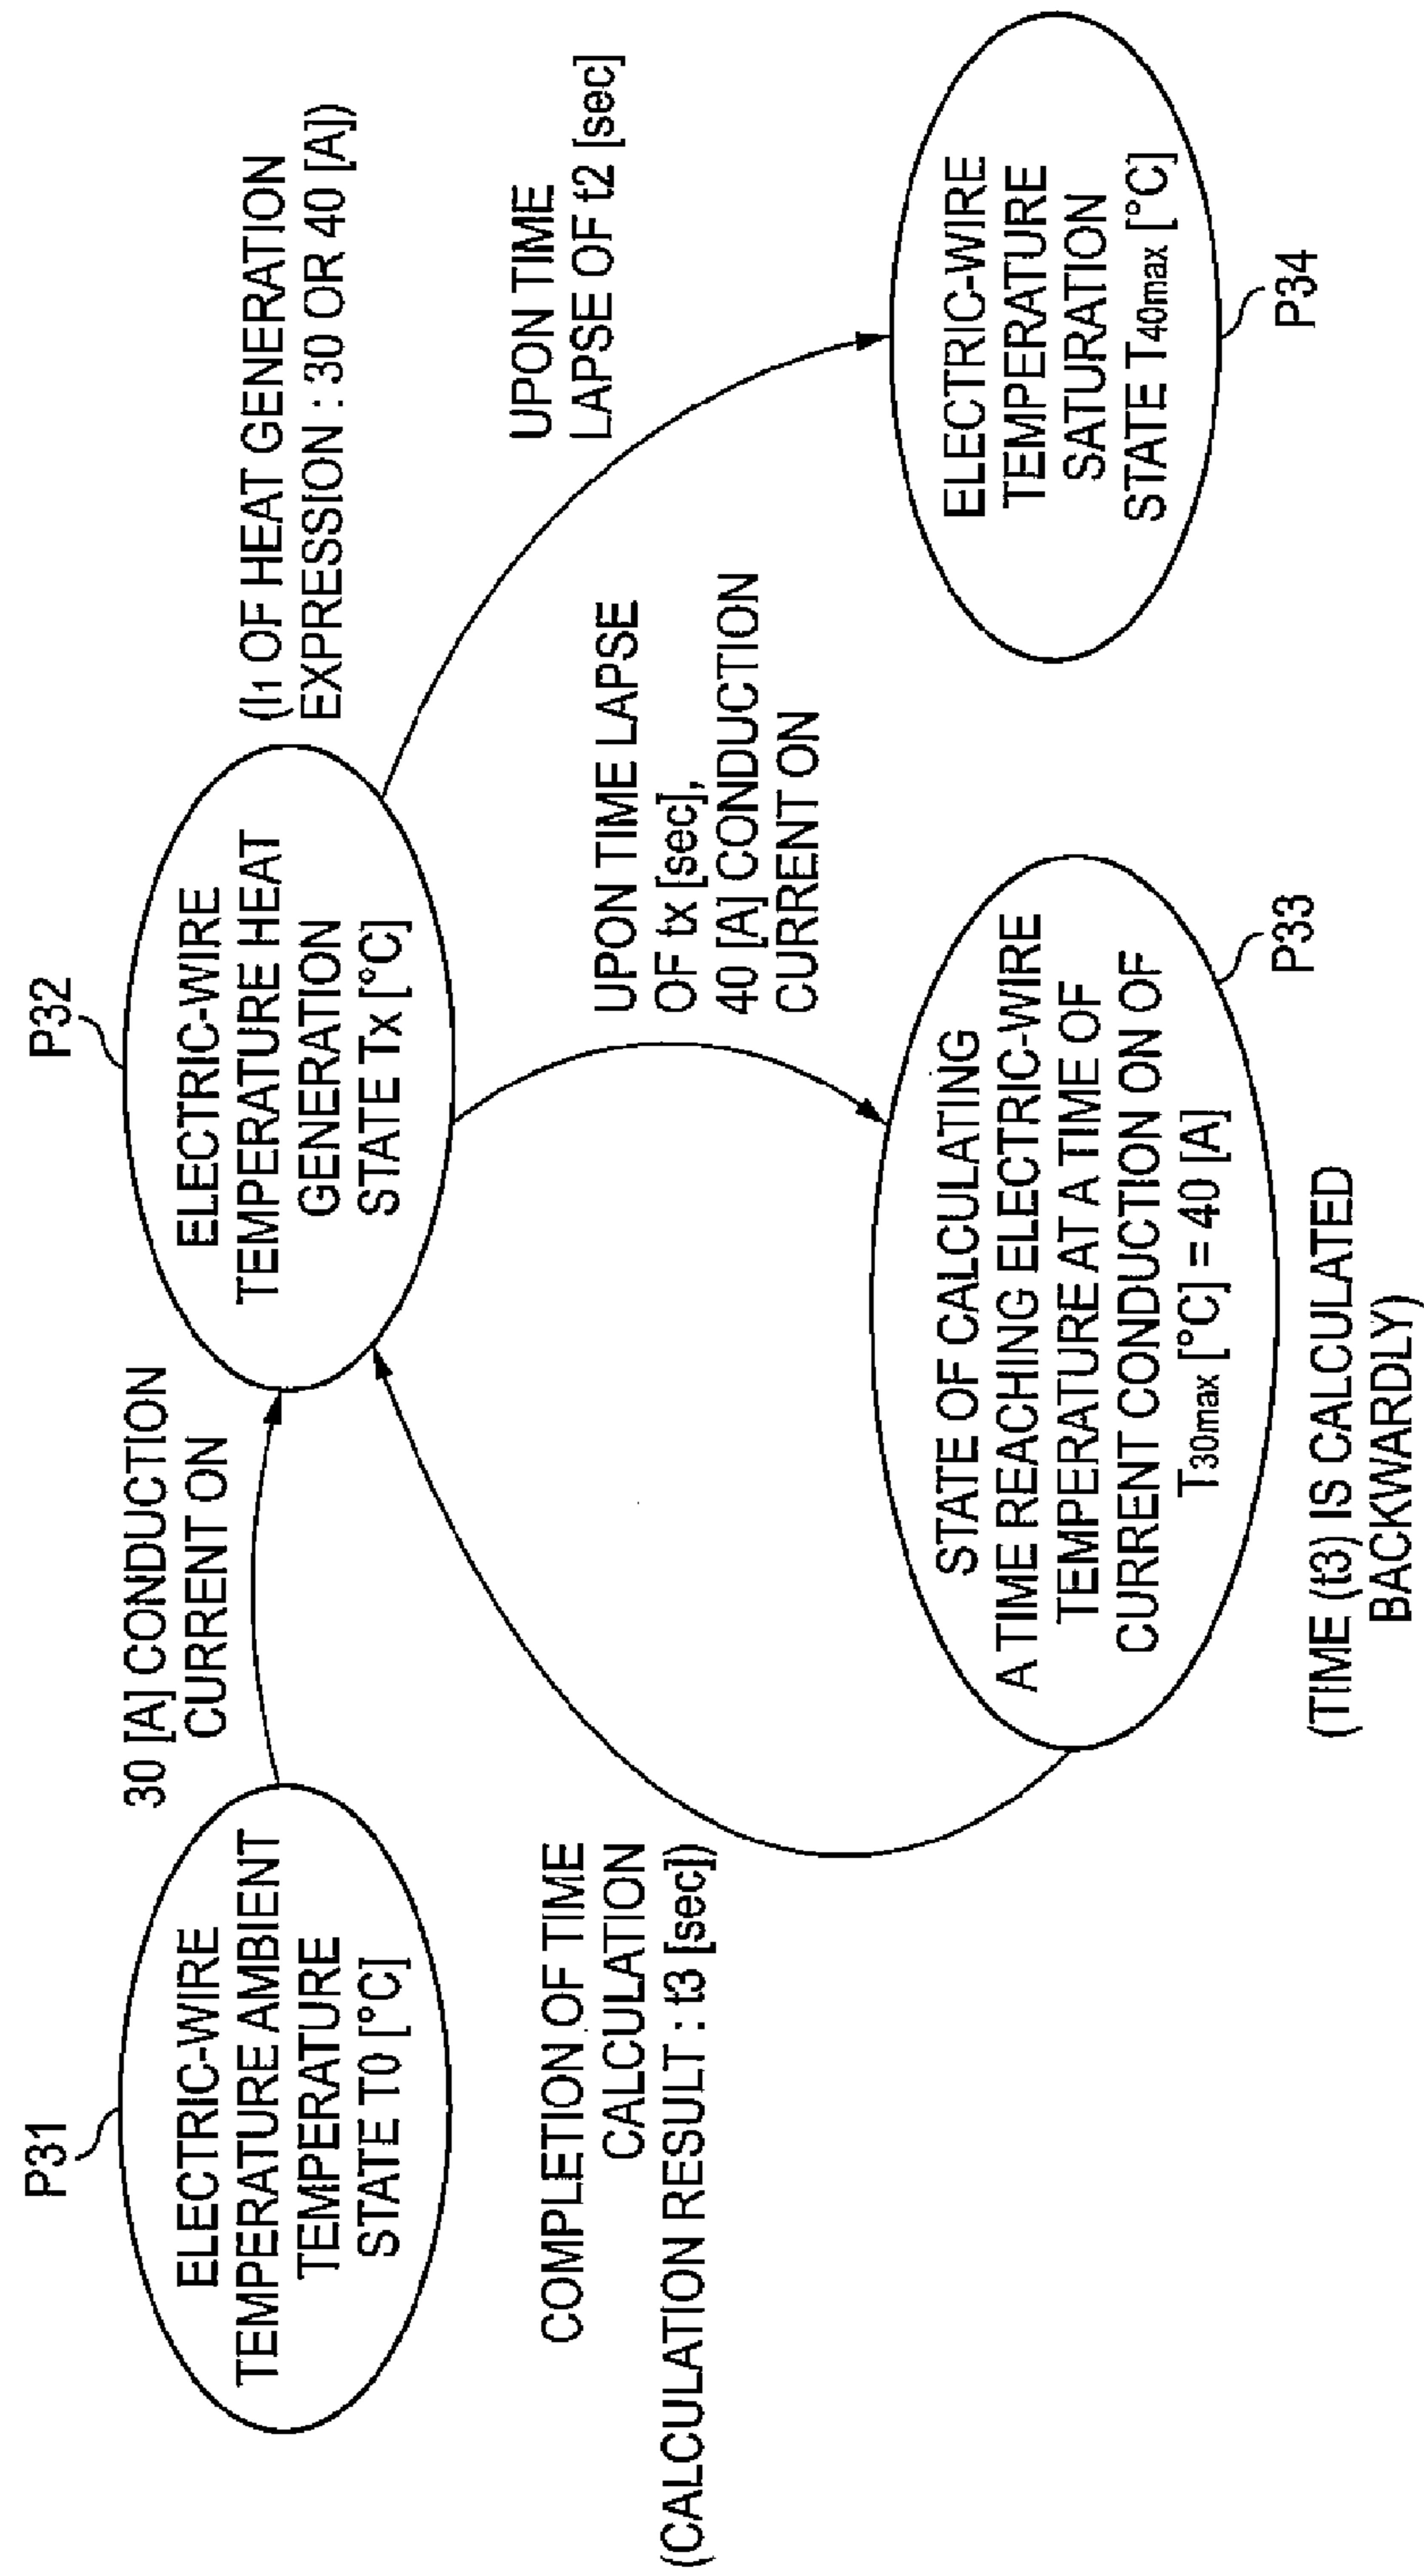 P31
ELECTRIC-WIRE
TEMPERATURE AMBIENT
TEMPERATURE
STATE T0 [°C]
30 [A] CONDUCTION
CURRENT ON
P32
ELECTRIC-WIRE
TEMPERATURE HEAT
GENERATION
STATE Tx [°C]
(I1 OF HEAT GENERATION
EXPRESSION : 30 OR 40 [A])
UPON TIME
LAPSE OF t2 [sec]
COMPLETION OF TIME
CALCULATION
(CALCULATION RESULT : t3 [sec])
UPON TIME LAPSE
OF tx [sec],
40 [A] CONDUCTION
CURRENT ON
STATE OF CALCULATING
A TIME REACHING ELECTRIC-WIRE
TEMPERATURE AT A TIME OF
CURRENT CONDUCTION ON OF
T30max [°C] = 40 [A]
P33
(TIME (t3) IS CALCULATED
BACKWARDLY)
ELECTRIC-WIRE
TEMPERATURE
SATURATION
STATE T40max [°C]
P34